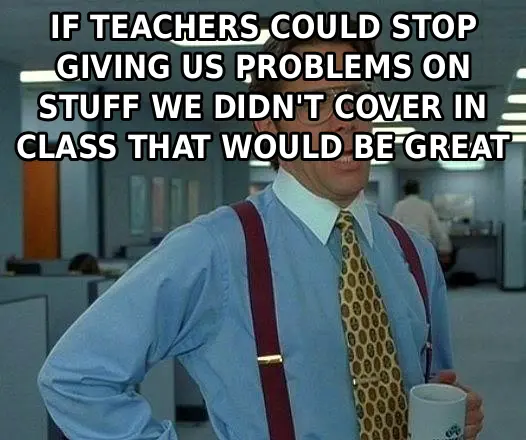 IF TEACHERS COULD STOP
GIVING US PROBLEMS ON
STUFF WE DIDN'T COVER IN
CLASS THAT WOULD BE GREAT